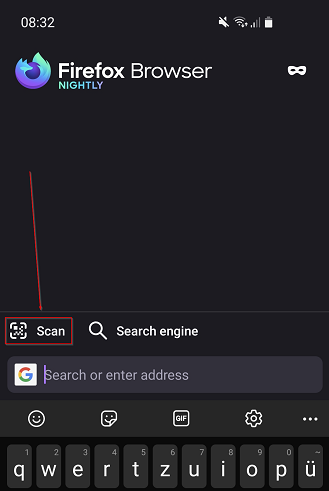 08:32
Firefox Browser
NIGHTLY
Scan
Search engine
G Search or enter address
GIF
1 2 3 4 5 6 7 8 9 0
q w e r t z u i o p ü